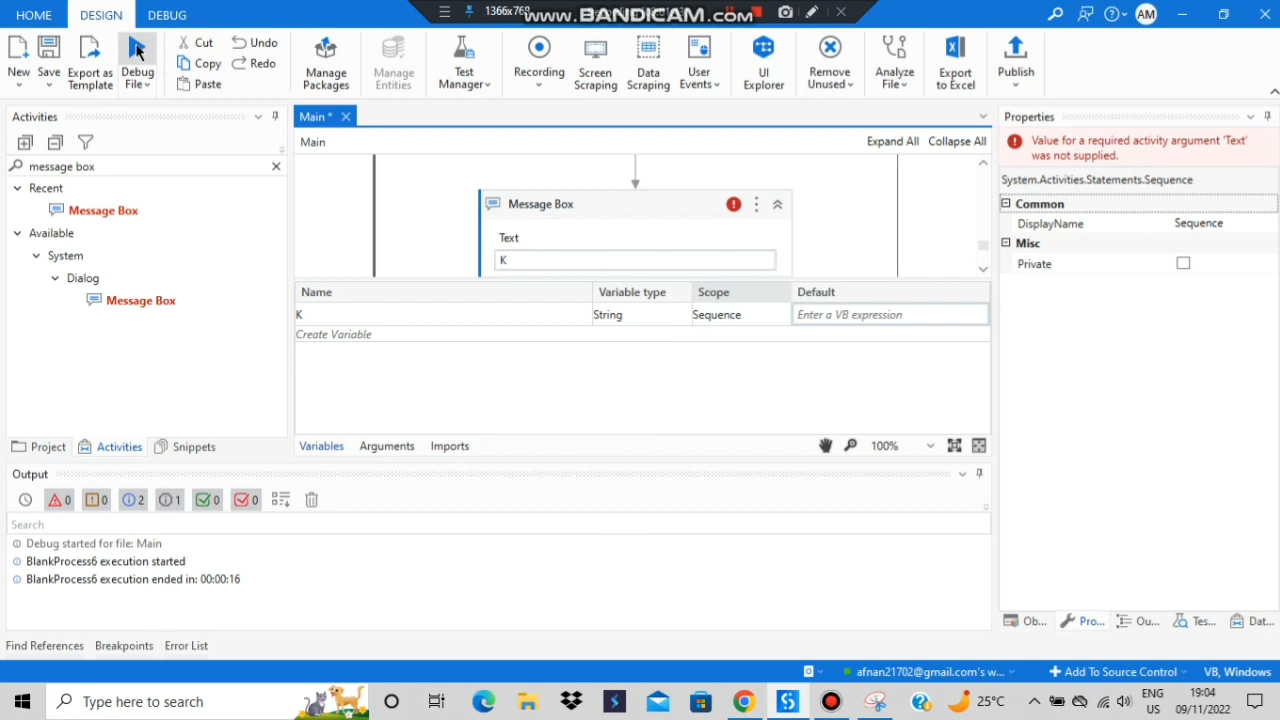 HOME
DESIGN
DEBUG
1366x768
www.BANDICAM.com
AM
New
Save
Export as Template
Debug File
Cut
Copy
Paste
Undo
Redo
Manage Packages
Manage Entities
Test Manager
Recording
Screen Scraping
Data Scraping
User Events
UI Explorer
Remove Unused
Analyze File
Export to Excel
Publish
Activities
message box
Recent
Message Box
Available
System
Dialog
Message Box
Project
Activities
Snippets
Main *
Main
Expand All
Collapse All
Message Box
Text
K
Name
Variable type
Scope
Default
K
String
Sequence
Enter a VB expression
Create Variable
Variables
Arguments
Imports
100%
Properties
Value for a required activity argument 'Text'
was not supplied.
System.Activities.Statements.Sequence
Common
DisplayName
Sequence
Misc
Private
Ob...
Pro...
Ou...
Tes...
Dat...
Output
0
0
2
1
0
0
Search
Debug started for file: Main
BlankProcess6 execution started
BlankProcess6 execution ended in: 00:00:16
Find References
Breakpoints
Error List
afnan21702@gmail.com's w...
Add To Source Control
VB, Windows
Type here to search
25°C
ENG
US
19:04
09/11/2022